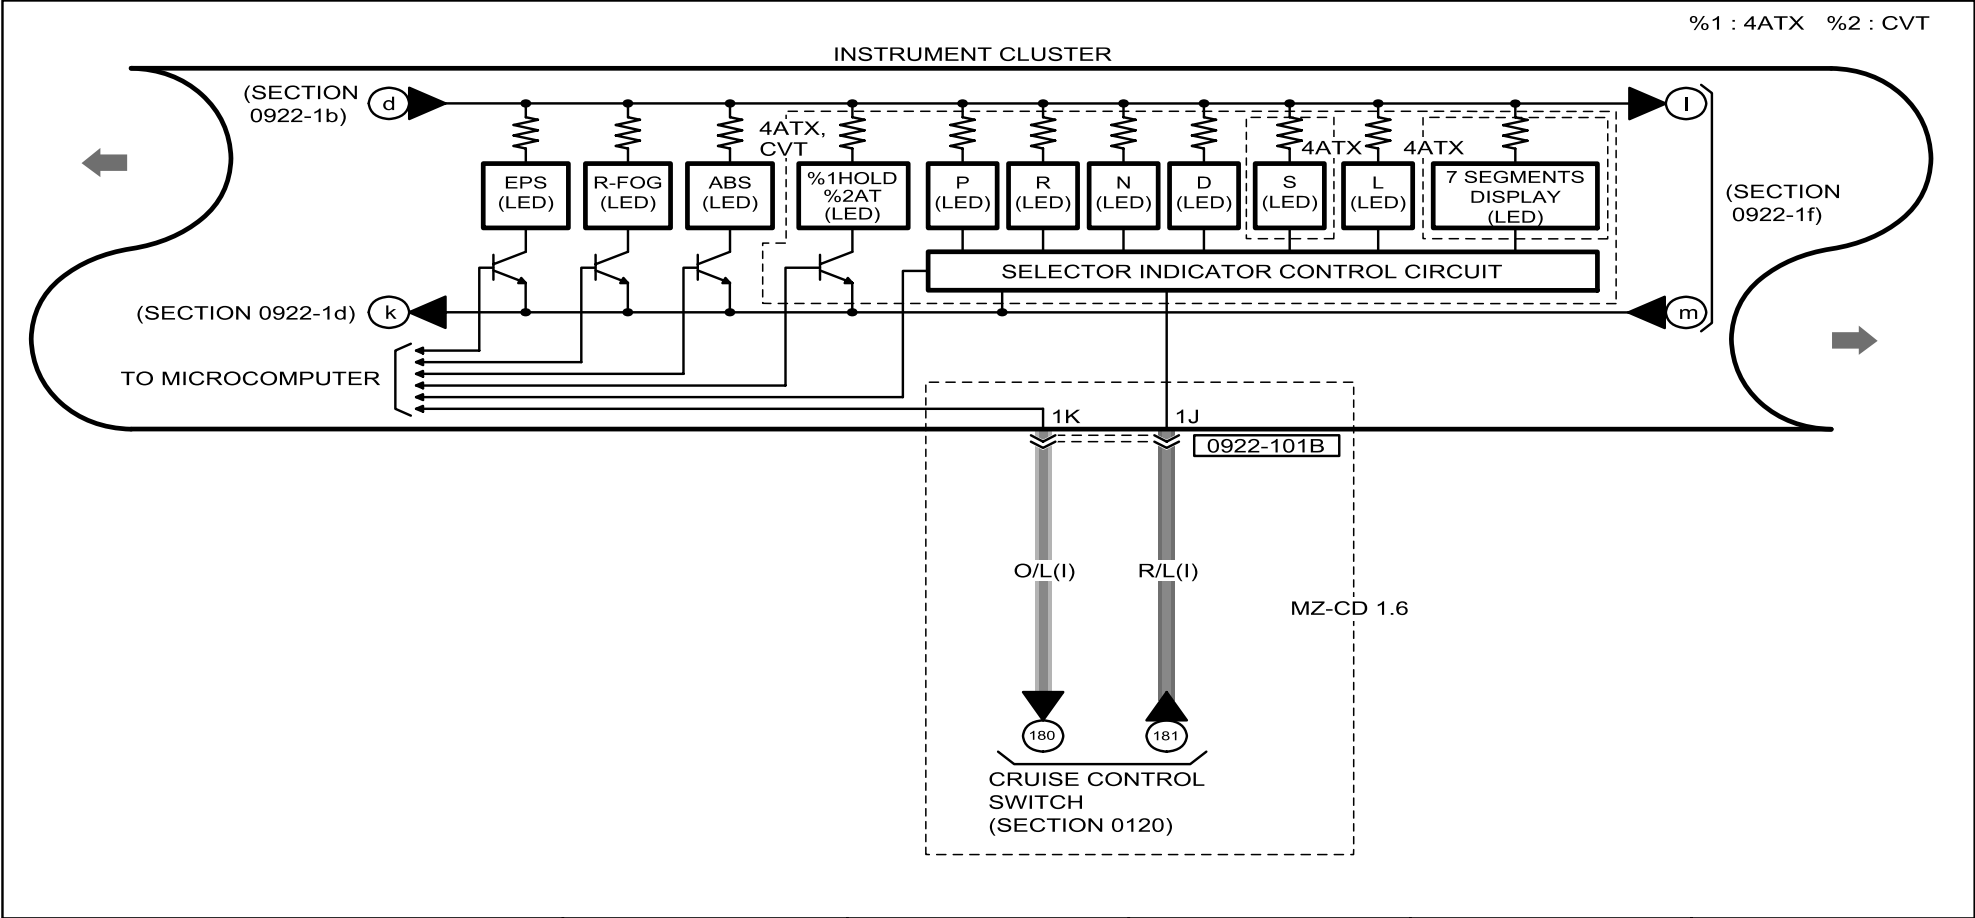 %1 : 4ATX %2 : CVT
INSTRUMENT CLUSTER
(SECTION
0922-1b)
d
l
4ATX,
CVT
4ATX
4ATX
EPS
(LED)
R-FOG
(LED)
ABS
(LED)
%1HOLD
%2AT
(LED)
P
(LED)
R
(LED)
N
(LED)
D
(LED)
S
(LED)
L
(LED)
7 SEGMENTS
DISPLAY
(LED)
(SECTION
0922-1f)
SELECTOR INDICATOR CONTROL CIRCUIT
(SECTION 0922-1d)
k
m
TO MICROCOMPUTER
1K
1J
0922-101B
O/L(I)
R/L(I)
MZ-CD 1.6
180
181
CRUISE CONTROL
SWITCH
(SECTION 0120)